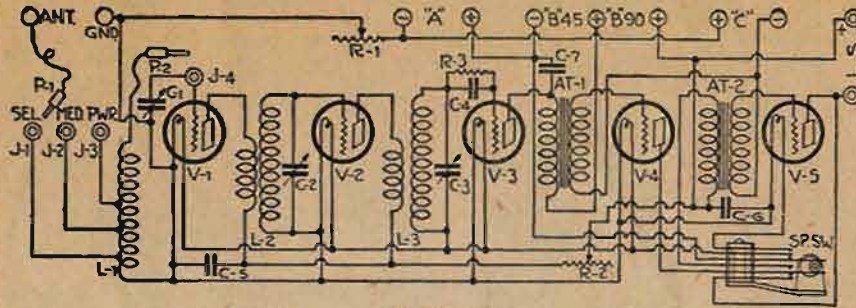 ANT. GND "A" "B"45 "B"90 "C" S
P-1 P-2 R-1
SEL. MED. PWR. C-1 J-4 R-3 C-4 C-7 AT-1 AT-2
J-1 J-2 J-3 V-1 C-2 V-2 C-3 V-3 V-4 V-5
L-1 L-2 L-3 C-6
C-5 R-2 SP.SW.